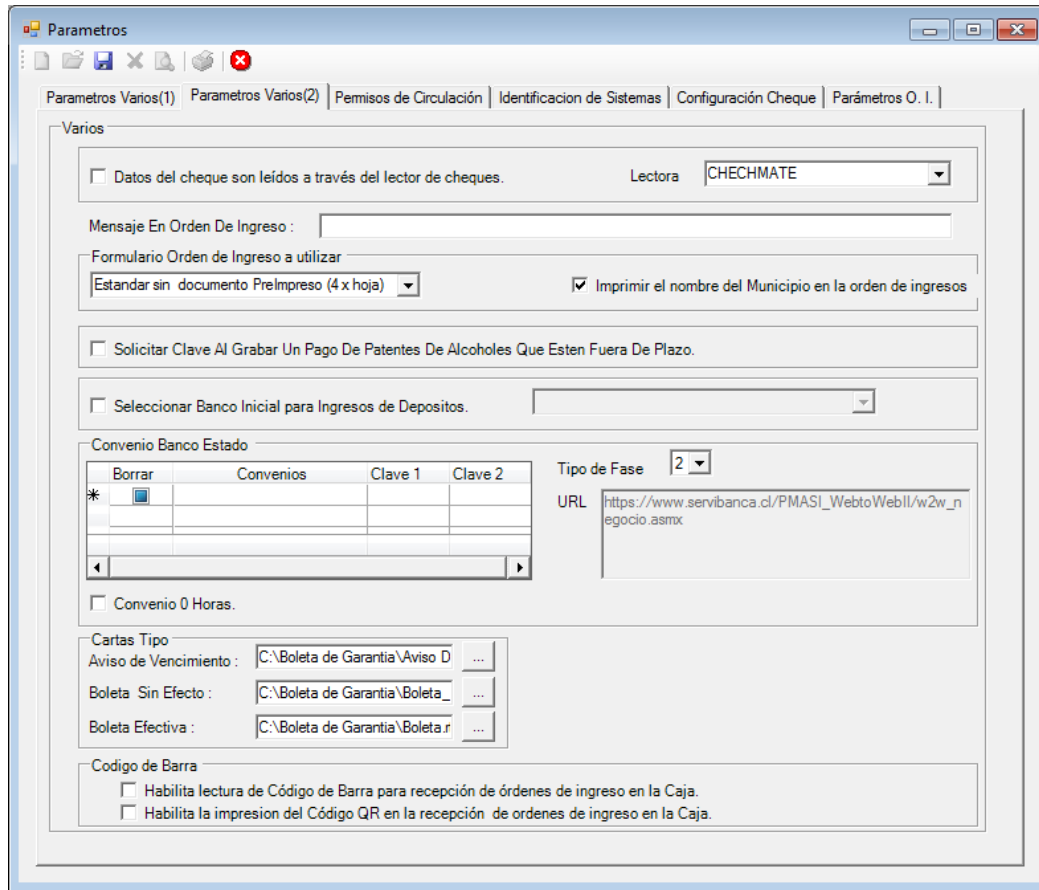 Parametros
Parametros Varios(1) Parametros Varios(2) Permisos de Circulación Identificacion de Sistemas Configuración Cheque Parámetros O. I.
Varios
Datos del cheque son leídos a través del lector de cheques. Lectora CHECHMATE
Mensaje En Orden De Ingreso :
Formulario Orden de Ingreso a utilizar
Estandar sin documento PreImpreso (4 x hoja) Imprimir el nombre del Municipio en la orden de ingresos
Solicitar Clave Al Grabar Un Pago De Patentes De Alcoholes Que Esten Fuera De Plazo.
Seleccionar Banco Inicial para Ingresos de Depositos.
Convenio Banco Estado
Borrar Convenios Clave 1 Clave 2
Tipo de Fase 2
URL https://www.servibanca.cl/PMASI_WebtoWebII/w2w_n
egocio.asmx
Convenio 0 Horas.
Cartas Tipo
Aviso de Vencimiento : C:\Boleta de Garantia\Aviso D ...
Boleta Sin Efecto : C:\Boleta de Garantia\Boleta_ ...
Boleta Efectiva : C:\Boleta de Garantia\Boleta.r ...
Codigo de Barra
Habilita lectura de Código de Barra para recepción de órdenes de ingreso en la Caja.
Habilita la impresion del Código QR en la recepción de ordenes de ingreso en la Caja.